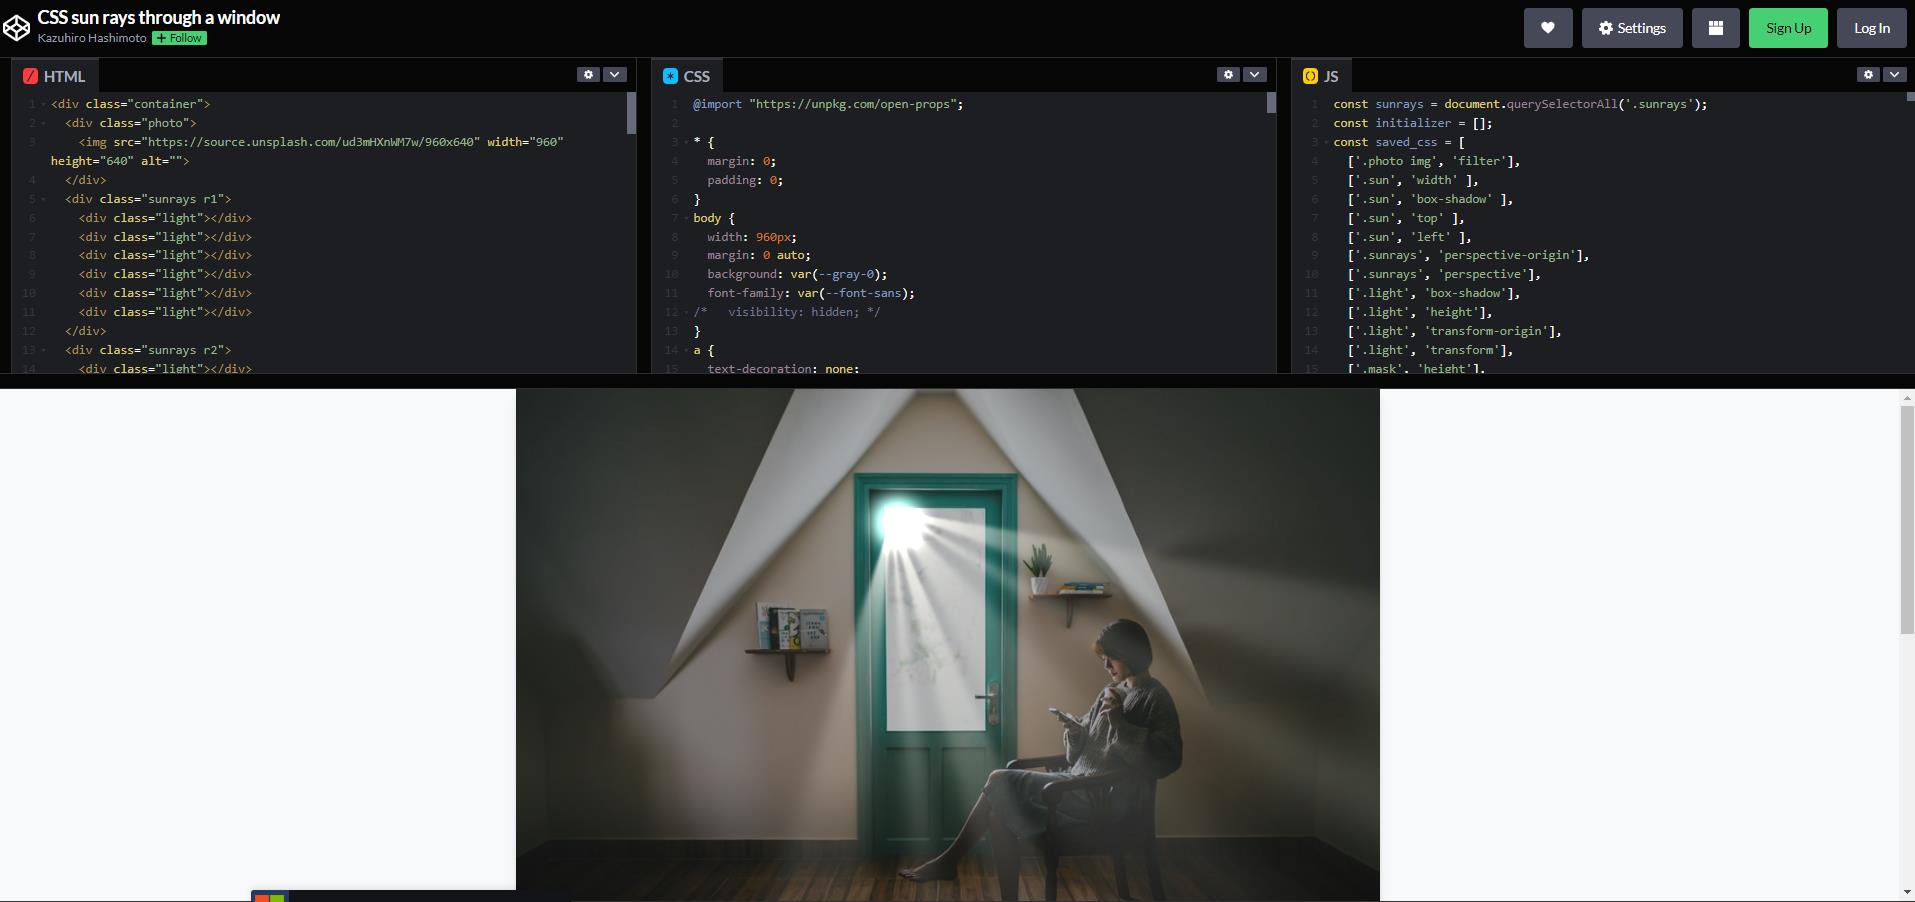 CSS sun rays through a window
Kazuhiro Hashimoto + Follow
Settings
Sign Up
Log In
HTML
1 <div class="container">
2 <div class="photo">
3 <img src="https://source.unsplash.com/ud3mHXnWM7w/960x640" width="960"
height="640" alt="">
4 </div>
5 <div class="sunrays r1">
6 <div class="light"></div>
7 <div class="light"></div>
8 <div class="light"></div>
9 <div class="light"></div>
10 <div class="light"></div>
11 <div class="light"></div>
12 </div>
13 <div class="sunrays r2">
14 <div class="light"></div>
CSS
1 @import "https://unpkg.com/open-props";
2
3 * {
4 margin: 0;
5 padding: 0;
6 }
7 body {
8 width: 960px;
9 margin: 0 auto;
10 background: var(--gray-0);
11 font-family: var(--font-sans);
12 /* visibility: hidden; */
13 }
14 a {
15 text-decoration: none;
JS
1 const sunrays = document.querySelectorAll('.sunrays');
2 const initializer = [];
3 const saved_css = [
4 ['.photo img', 'filter'],
5 ['.sun', 'width' ],
6 ['.sun', 'box-shadow' ],
7 ['.sun', 'top' ],
8 ['.sun', 'left' ],
9 ['.sunrays', 'perspective-origin'],
10 ['.sunrays', 'perspective'],
11 ['.light', 'box-shadow'],
12 ['.light', 'height'],
13 ['.light', 'transform-origin'],
14 ['.light', 'transform'],
15 ['.mask', 'height'],